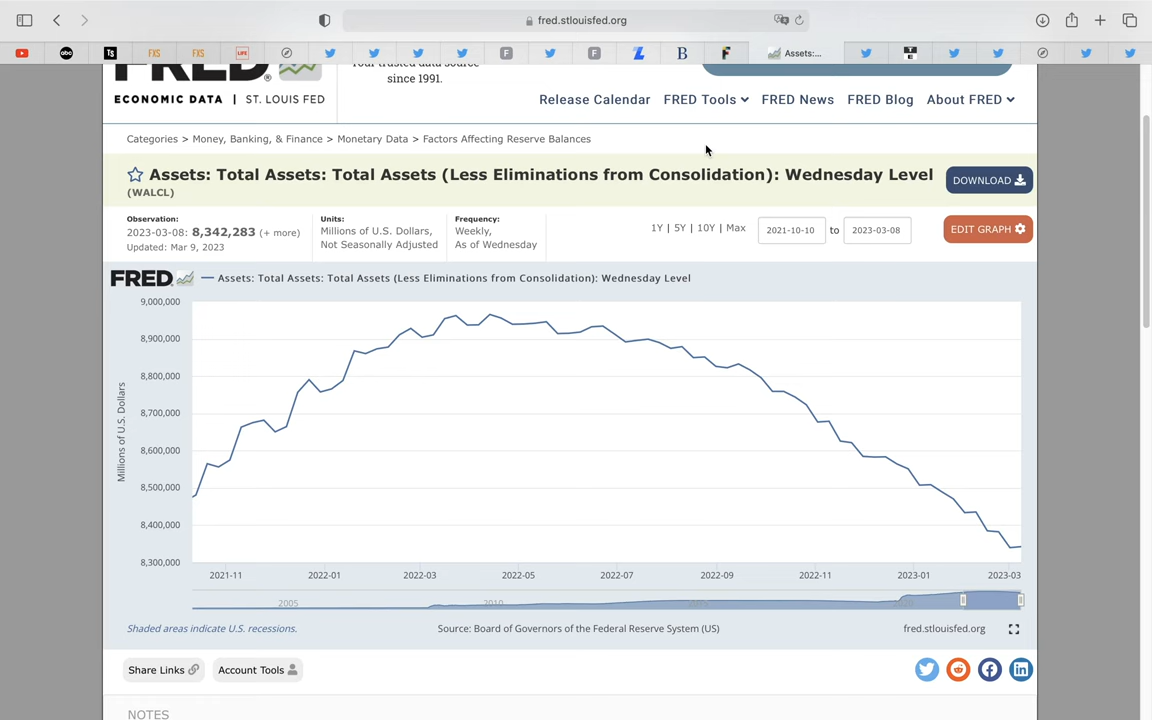 fred.stlouisfed.org
abc
TS
FXS
FXS
LIFE
F
F
B
F
Assets:...
FRED®
since 1991.
ECONOMIC DATA | ST. LOUIS FED
Release Calendar
FRED Tools
FRED News
FRED Blog
About FRED
Categories > Money, Banking, & Finance > Monetary Data > Factors Affecting Reserve Balances
Assets: Total Assets: Total Assets (Less Eliminations from Consolidation): Wednesday Level
(WALCL)
DOWNLOAD
Observation:
2023-03-08: 8,342,283 (+ more)
Updated: Mar 9, 2023
Units:
Millions of U.S. Dollars,
Not Seasonally Adjusted
Frequency:
Weekly,
As of Wednesday
1Y | 5Y | 10Y | Max
2021-10-10 to 2023-03-08
EDIT GRAPH
FRED
Assets: Total Assets: Total Assets (Less Eliminations from Consolidation): Wednesday Level
Millions of U.S. Dollars
9,000,000
8,900,000
8,800,000
8,700,000
8,600,000
8,500,000
8,400,000
8,300,000
2021-11 2022-01 2022-03 2022-05 2022-07 2022-09 2022-11 2023-01 2023-03
2005 2010
Shaded areas indicate U.S. recessions.
Source: Board of Governors of the Federal Reserve System (US)
fred.stlouisfed.org
Share Links
Account Tools
NOTES